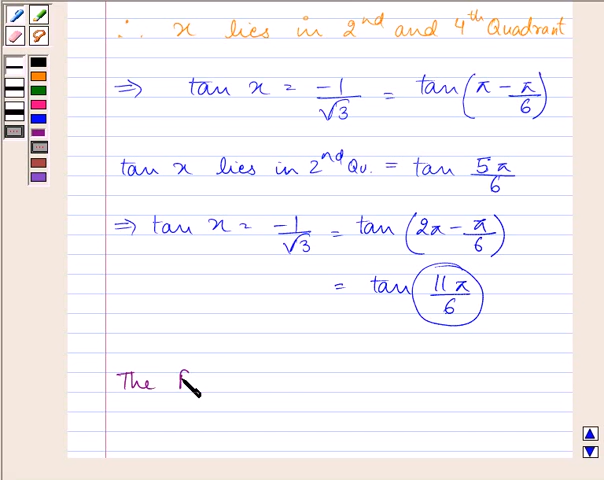 ∴ x lies in 2nd and 4th Quadrant
⇒ tan x = -1/√3 = tan(π - π/6)
tan x lies in 2nd Qu. = tan 5π/6
⇒ tan x = -1/√3 = tan(2π - π/6)
= tan 11π/6
The